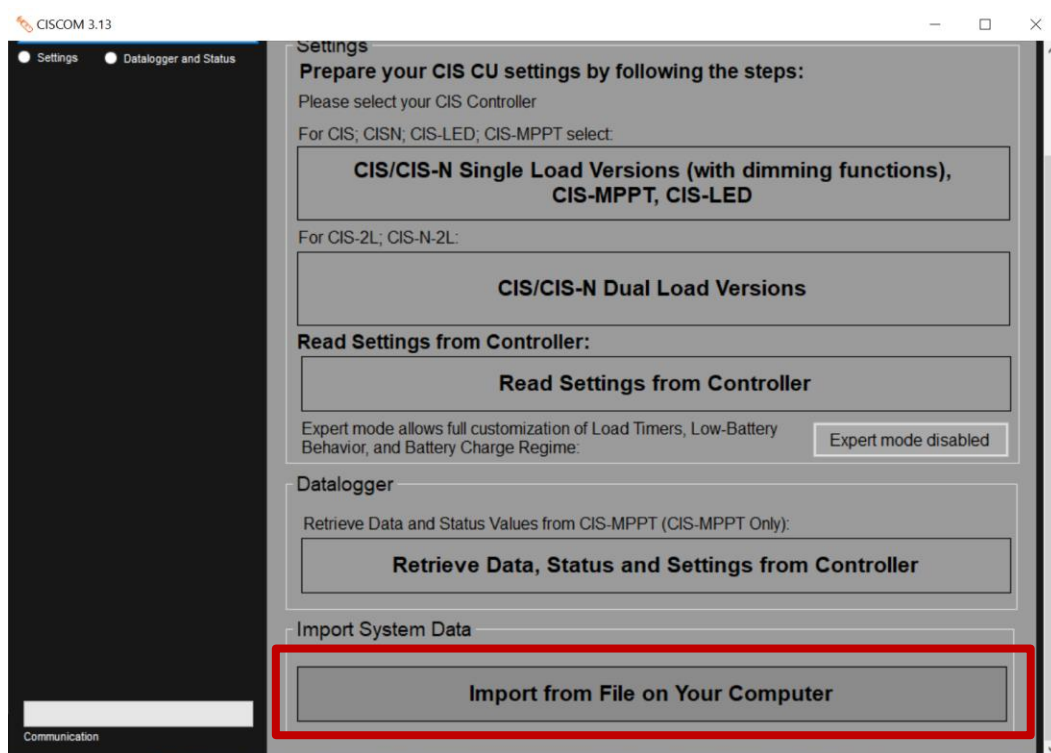 CISCOM 3.13
Settings
Datalogger and Status
Settings
Prepare your CIS CU settings by following the steps:
Please select your CIS Controller
For CIS; CISN; CIS-LED; CIS-MPPT select:
CIS/CIS-N Single Load Versions (with dimming functions),
CIS-MPPT, CIS-LED
For CIS-2L; CIS-N-2L:
CIS/CIS-N Dual Load Versions
Read Settings from Controller:
Read Settings from Controller
Expert mode allows full customization of Load Timers, Low-Battery
Behavior, and Battery Charge Regime:
Expert mode disabled
Datalogger
Retrieve Data and Status Values from CIS-MPPT (CIS-MPPT Only):
Retrieve Data, Status and Settings from Controller
Import System Data
Import from File on Your Computer
Communication